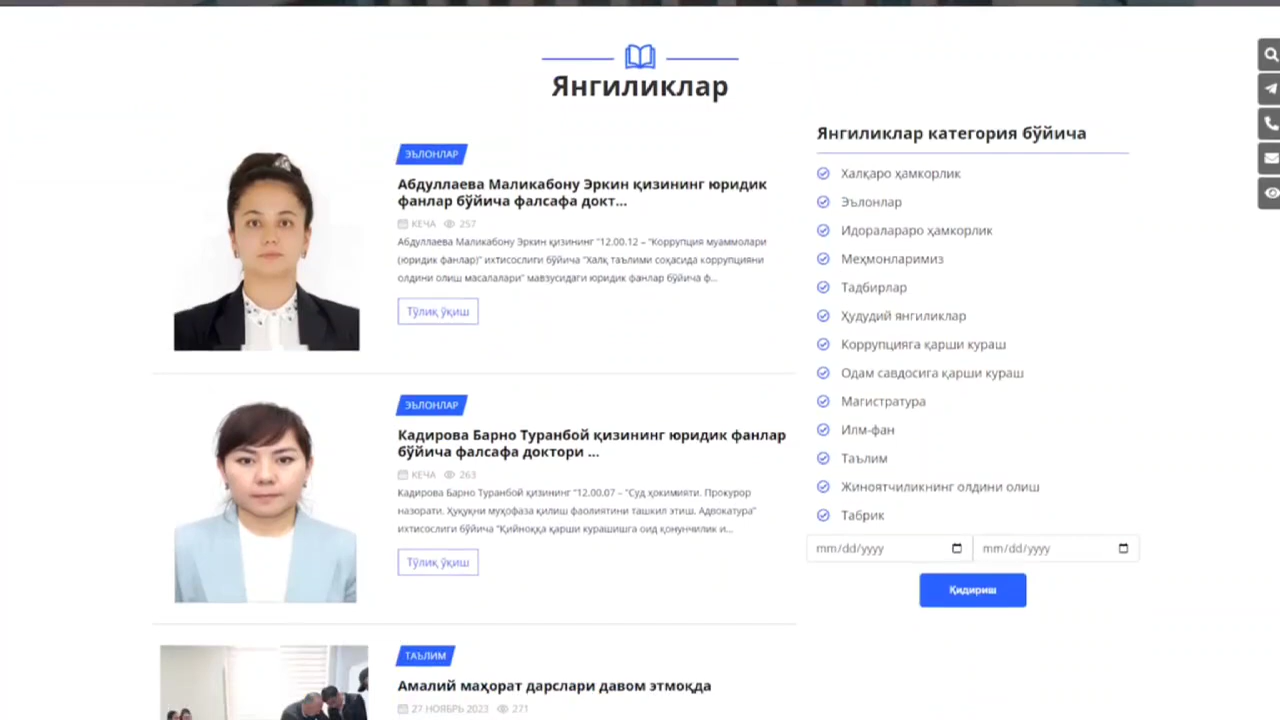 Янгиликлар
ЭЪЛОНЛАР
Абдуллаева Маликабону Эркин қизининг юридик
фанлар бўйича фалсафа докт...
КЕЧА 257
Абдуллаева Маликабону Эркин қизининг "12.00.12 – "Коррупция муаммолари
(юридик фанлар)" ихтисослиги бўйича "Халқ таълими соҳасида коррупцияни
олдини олиш масалалари" мавзусидаги юридик фанлар бўйича ф...
Тўлиқ ўқиш
ЭЪЛОНЛАР
Кадирова Барно Туранбой қизининг юридик фанлар
бўйича фалсафа доктори ...
КЕЧА 263
Кадирова Барно Туранбой қизининг "12.00.07 – "Суд ҳокимияти. Прокурор
назорати. Ҳуқуқни муҳофаза қилиш фаолиятини ташкил этиш. Адвокатура"
ихтисослиги бўйича "Қийноққа қарши курашишга оид қонунчилик и...
Тўлиқ ўқиш
ТАЪЛИМ
Амалий маҳорат дарслари давом этмоқда
27 НОЯБРЬ 2023 271
Янгиликлар категория бўйича
Халқаро ҳамкорлик
Эълонлар
Идоралараро ҳамкорлик
Меҳмонларимиз
Тадбирлар
Ҳудудий янгиликлар
Коррупцияга қарши кураш
Одам савдосига қарши кураш
Магистратура
Илм-фан
Таълим
Жиноятчиликнинг олдини олиш
Табрик
mm/dd/yyyy mm/dd/yyyy
Қидириш